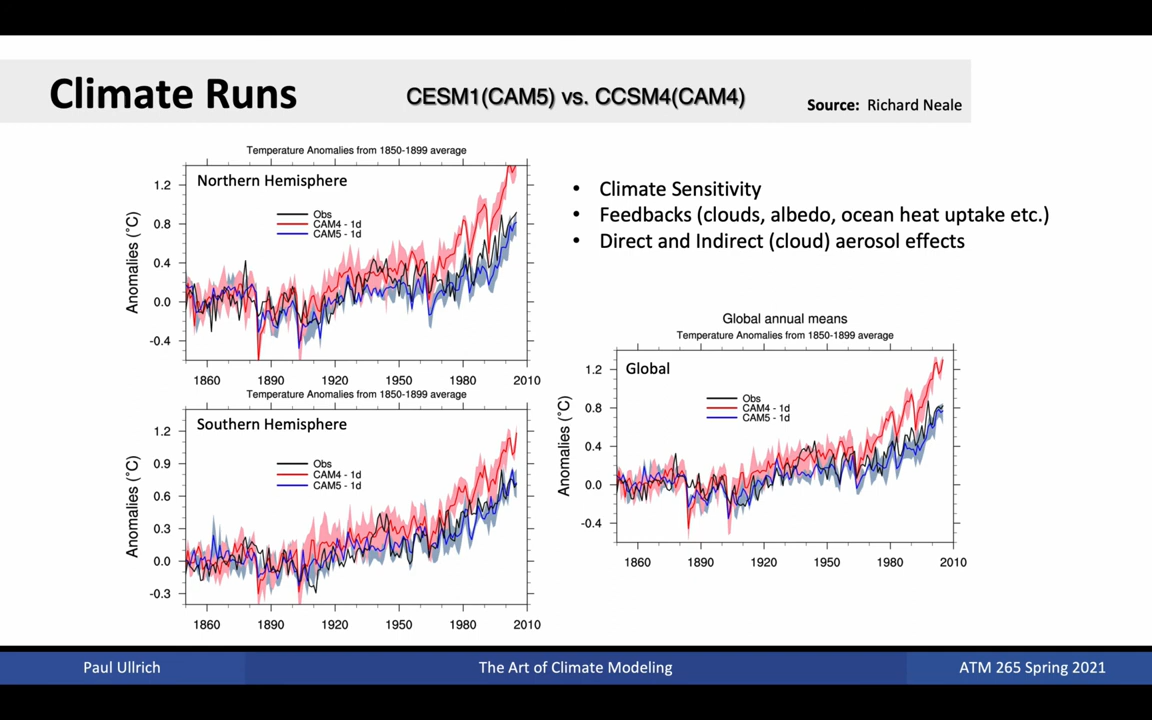 Climate Runs
CESM1(CAM5) vs. CCSM4(CAM4)
Source: Richard Neale
Temperature Anomalies from 1850-1899 average
Northern Hemisphere
Obs
CAM4 - 1d
CAM5 - 1d
Anomalies (°C)
1.2
0.8
0.4
0.0
-0.4
1860 1890 1920 1950 1980 2010
Temperature Anomalies from 1850-1899 average
Southern Hemisphere
Obs
CAM4 - 1d
CAM5 - 1d
Anomalies (°C)
1.2
0.9
0.6
0.3
0.0
-0.3
1860 1890 1920 1950 1980 2010
• Climate Sensitivity
• Feedbacks (clouds, albedo, ocean heat uptake etc.)
• Direct and Indirect (cloud) aerosol effects
Global annual means
Temperature Anomalies from 1850-1899 average
Global
Obs
CAM4 - 1d
CAM5 - 1d
Anomalies (°C)
1.2
0.8
0.4
0.0
-0.4
1860 1890 1920 1950 1980 2010
Paul Ullrich
The Art of Climate Modeling
ATM 265 Spring 2021